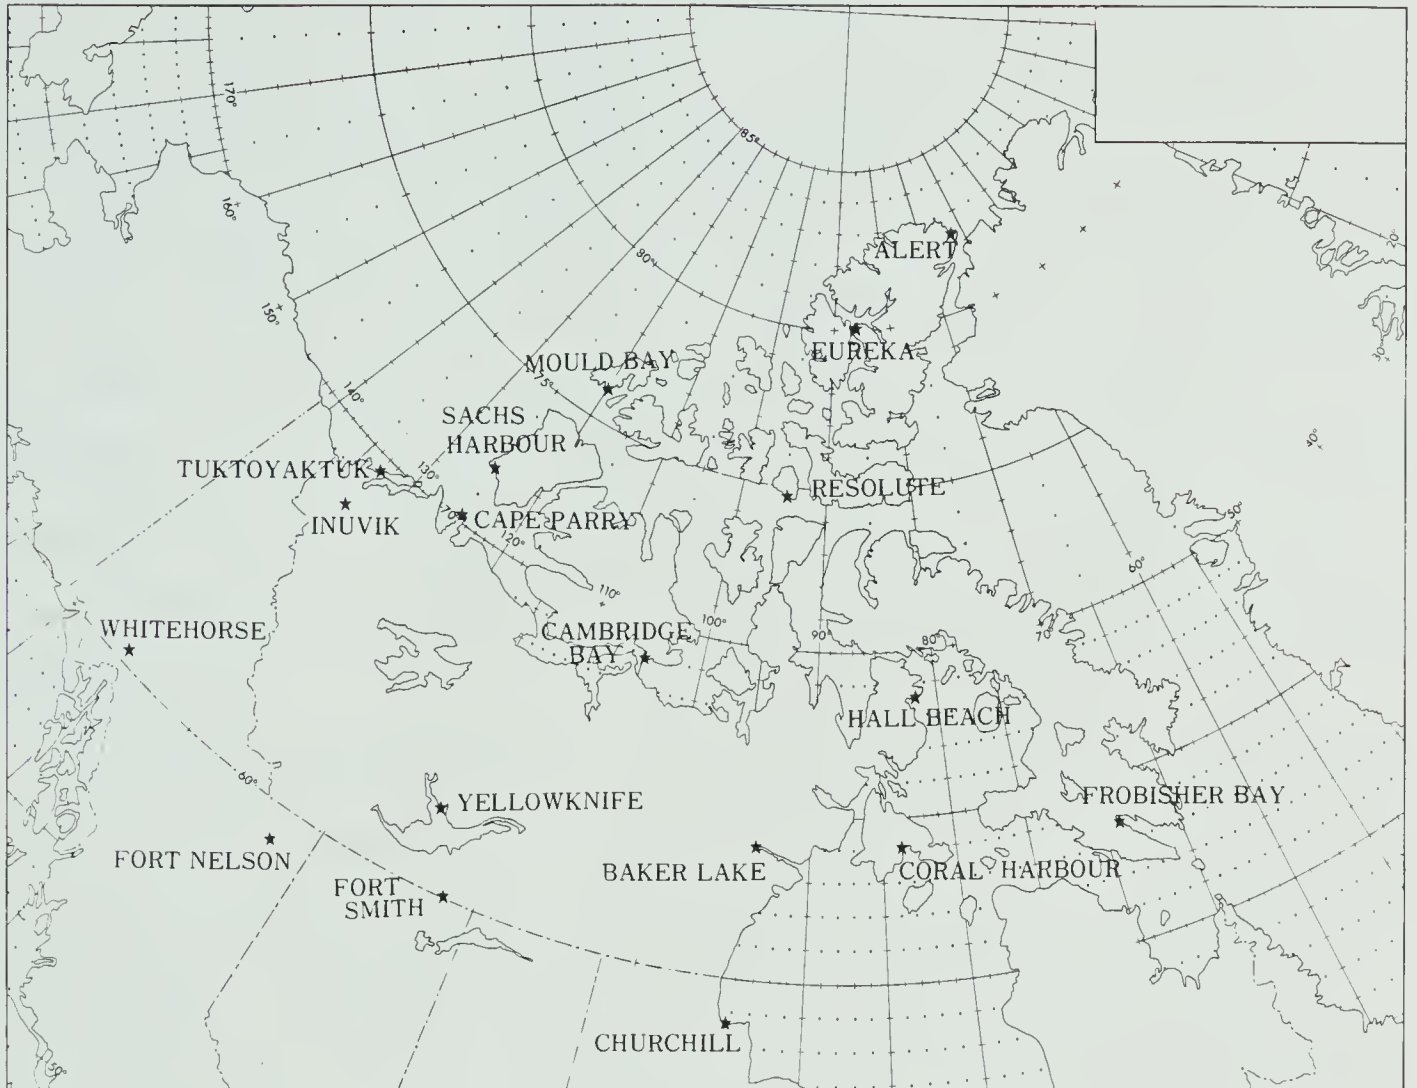 85°
170°
160°
ALERT
20°
80°
150°
EUREKA
30°
MOULD BAY
75°
140°
SACHS
HARBOUR
40°
TUKTOYAKTUK
130°
RESOLUTE
INUVIK
70°
CAPE PARRY
50°
120°
60°
110°
WHITEHORSE
CAMBRIDGE
BAY
100°
90°
80°
70°
HALL BEACH
60°
YELLOWKNIFE
FROBISHER BAY
FORT NELSON
BAKER LAKE
CORAL HARBOUR
FORT
SMITH
CHURCHILL
50°